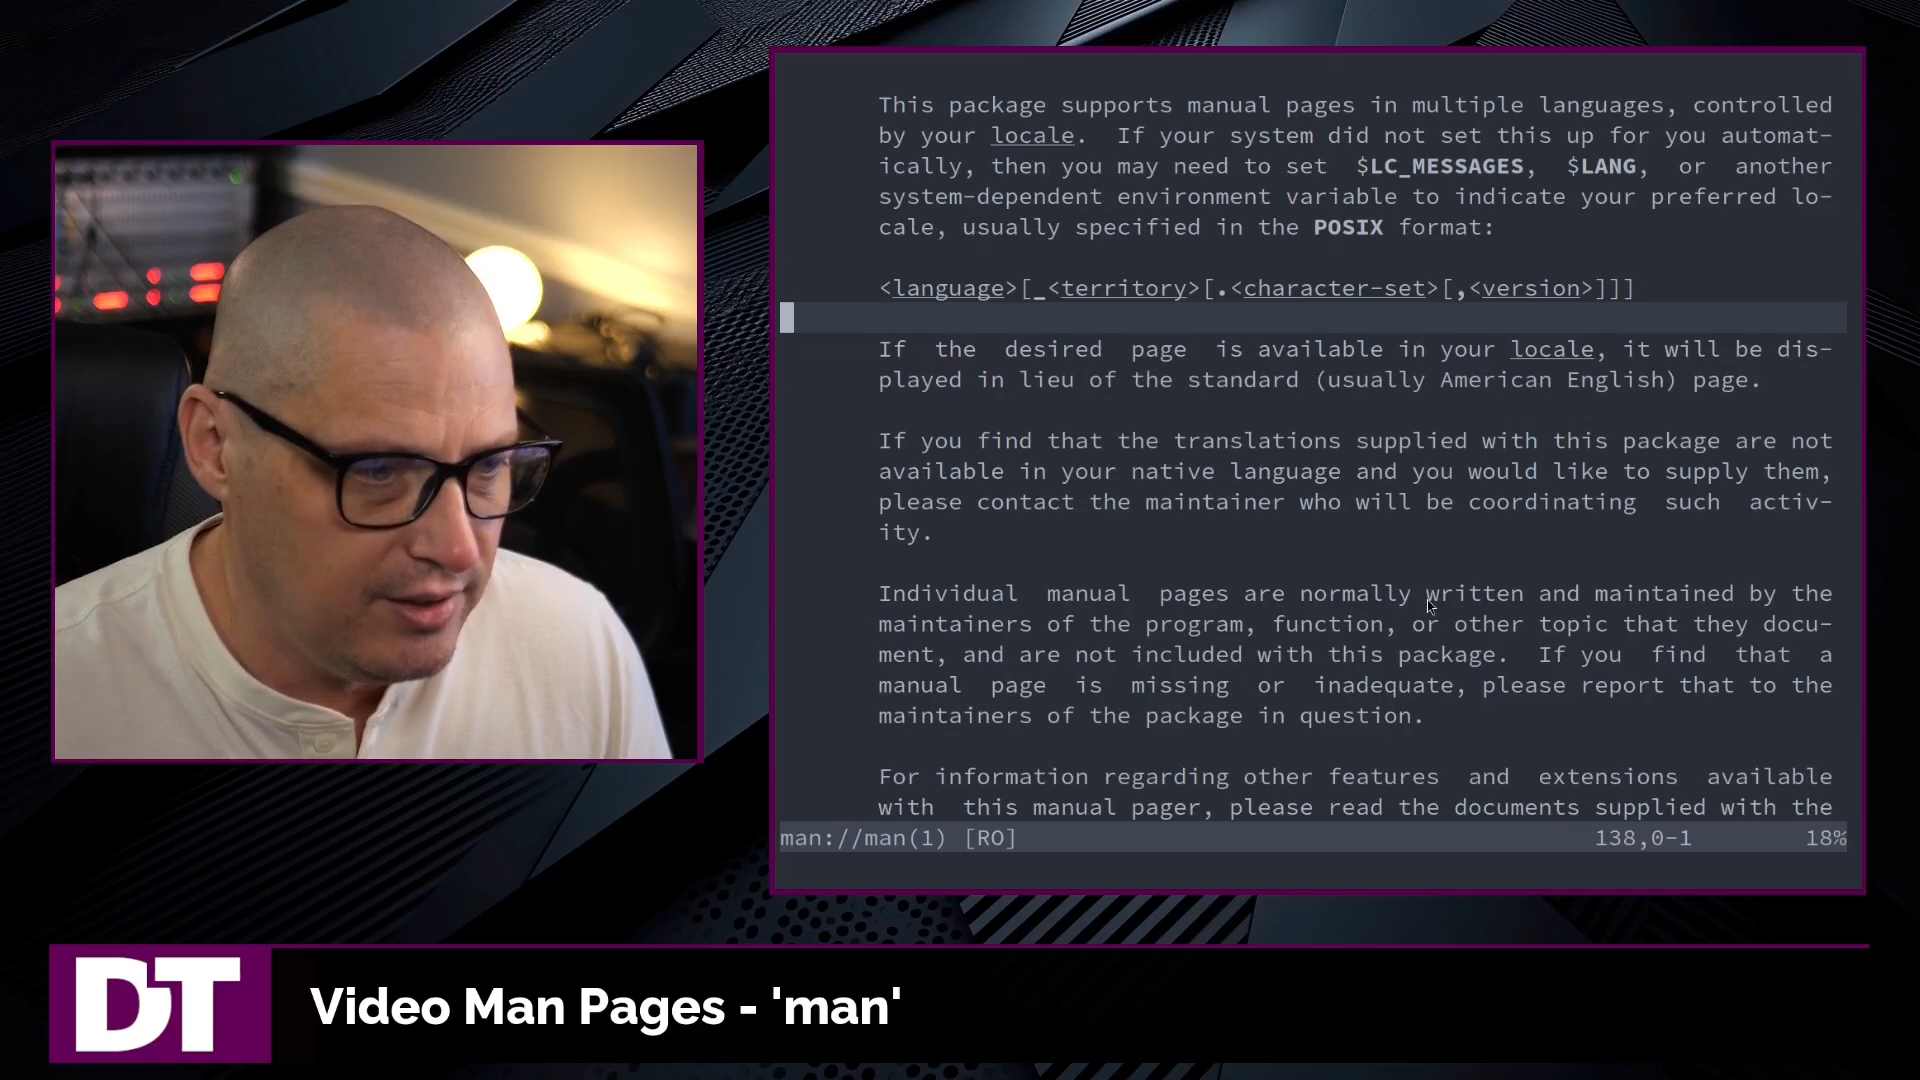 This package supports manual pages in multiple languages, controlled
by your locale.  If your system did not set this up for you automat-
ically, then you may need to set  $LC_MESSAGES,  $LANG,  or  another
system-dependent environment variable to indicate your preferred lo-
cale, usually specified in the POSIX format:
<language>[_<territory>[.<character-set>[,<version>]]]
If  the  desired  page  is available in your locale, it will be dis-
played in lieu of the standard (usually American English) page.
If you find that the translations supplied with this package are not
available in your native language and you would like to supply them,
please contact the maintainer who will be coordinating  such  activ-
ity.
Individual  manual  pages are normally written and maintained by the
maintainers of the program, function, or other topic that they docu-
ment, and are not included with this package.  If you  find  that  a
manual  page  is  missing  or  inadequate, please report that to the
maintainers of the package in question.
For information regarding other features  and  extensions  available
with  this manual pager, please read the documents supplied with the
man://man(1) [RO] 138,0-1 18%
DT
Video Man Pages - 'man'